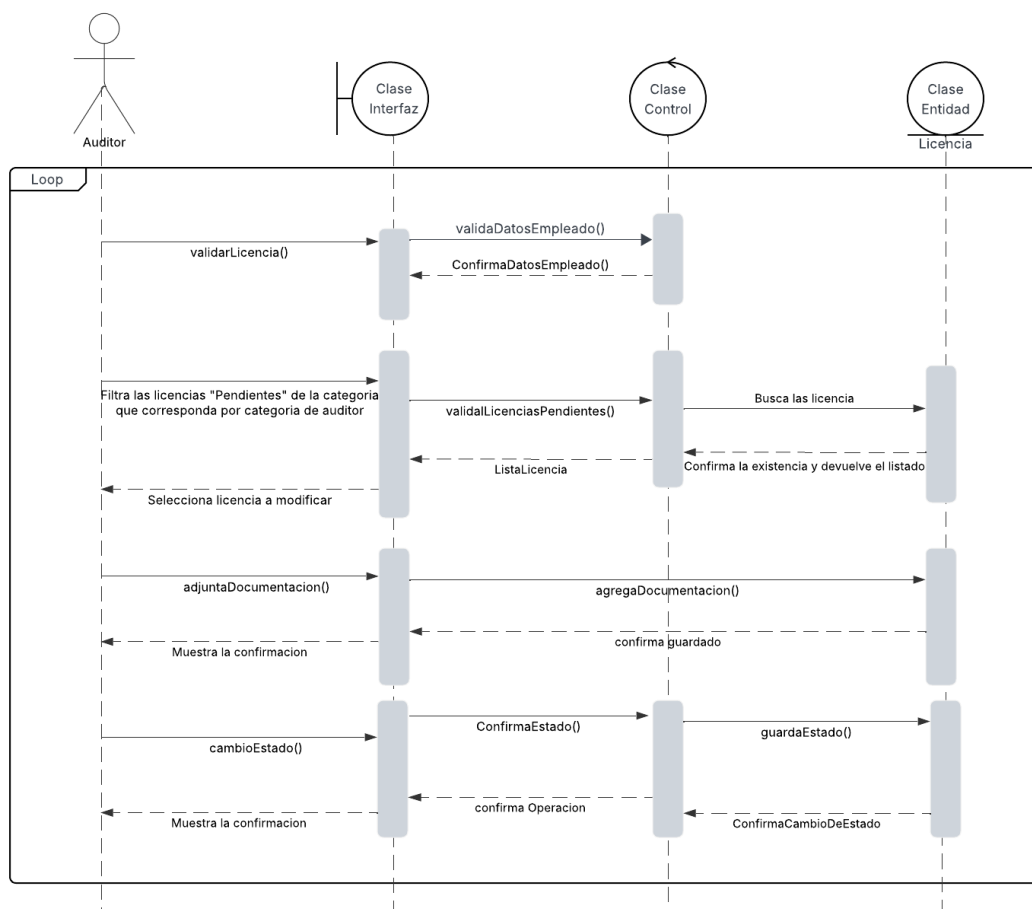 Clase
Interfaz
Clase
Control
Clase
Entidad
Auditor
Licencia
Loop
validaDatosEmpleado()
validarLicencia()
ConfirmaDatosEmpleado()
Filtra las licencias "Pendientes" de la categoria
que corresponda por categoria de auditor
validalLicenciasPendientes()
Busca las licencia
ListaLicencia
Confirma la existencia y devuelve el listado
Selecciona licencia a modificar
adjuntaDocumentacion()
agregaDocumentacion()
confirma guardado
Muestra la confirmacion
ConfirmaEstado()
guardaEstado()
cambioEstado()
confirma Operacion
Muestra la confirmacion
ConfirmaCambioDeEstado